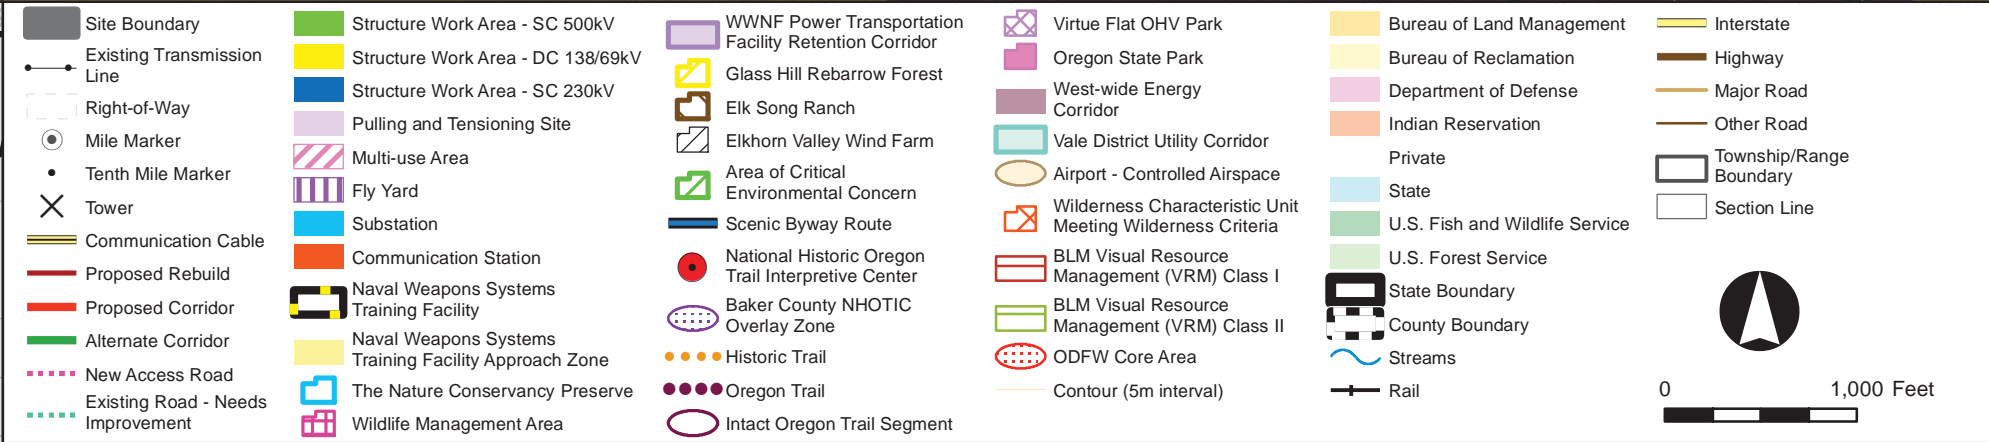 Site Boundary
Existing Transmission
Line
Right-of-Way
Mile Marker
Tenth Mile Marker
Tower
Communication Cable
Proposed Rebuild
Proposed Corridor
Alternate Corridor
New Access Road
Existing Road - Needs
Improvement
Structure Work Area - SC 500kV
Structure Work Area - DC 138/69kV
Structure Work Area - SC 230kV
Pulling and Tensioning Site
Multi-use Area
Fly Yard
Substation
Communication Station
Naval Weapons Systems
Training Facility
Naval Weapons Systems
Training Facility Approach Zone
The Nature Conservancy Preserve
Wildlife Management Area
WWNF Power Transportation
Facility Retention Corridor
Glass Hill Rebarrow Forest
Elk Song Ranch
Elkhorn Valley Wind Farm
Area of Critical
Environmental Concern
Scenic Byway Route
National Historic Oregon
Trail Interpretive Center
Baker County NHOTIC
Overlay Zone
Historic Trail
Oregon Trail
Intact Oregon Trail Segment
Virtue Flat OHV Park
Oregon State Park
West-wide Energy
Corridor
Vale District Utility Corridor
Airport - Controlled Airspace
Wilderness Characteristic Unit
Meeting Wilderness Criteria
BLM Visual Resource
Management (VRM) Class I
BLM Visual Resource
Management (VRM) Class II
ODFW Core Area
Contour (5m interval)
Bureau of Land Management
Bureau of Reclamation
Department of Defense
Indian Reservation
Private
State
U.S. Fish and Wildlife Service
U.S. Forest Service
State Boundary
County Boundary
Streams
Rail
Interstate
Highway
Major Road
Other Road
Township/Range
Boundary
Section Line
0 1,000 Feet